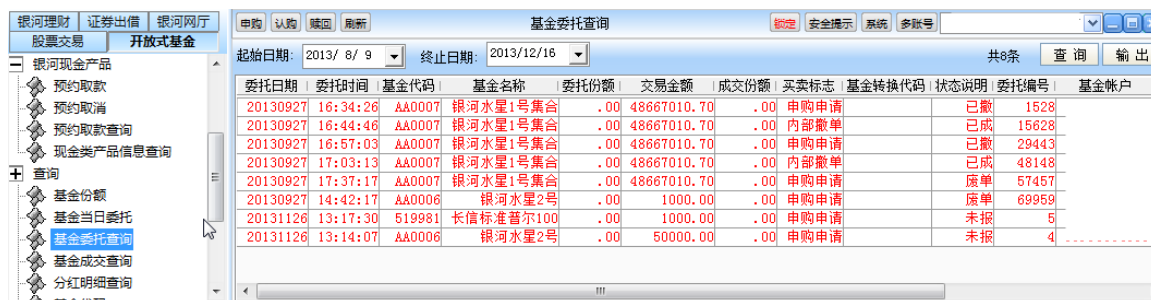 银河理财 证券出借 银河网厅
股票交易 开放式基金
银河现金产品
预约取款
预约取消
预约取款查询
现金类产品信息查询
查询
基金份额
基金当日委托
基金委托查询
基金成交查询
分红明细查询
申购 认购 赎回 刷新 基金委托查询 锁定 安全提示 系统 多账号
起始日期: 2013/ 8/ 9 终止日期: 2013/12/16 共8条 查 询 输 出
委托日期 委托时间 基金代码 基金名称 委托份额 交易金额 成交份额 买卖标志 基金转换代码 状态说明 委托编号 基金帐户
20130927 16:34:26 AA0007 银河水星1号集合 .00 48667010.70 .00 申购申请 已撤 1528
20130927 16:44:46 AA0007 银河水星1号集合 .00 48667010.70 .00 内部撤单 已成 15628
20130927 16:57:03 AA0007 银河水星1号集合 .00 48667010.70 .00 申购申请 已撤 29443
20130927 17:03:13 AA0007 银河水星1号集合 .00 48667010.70 .00 内部撤单 已成 48148
20130927 17:37:17 AA0007 银河水星1号集合 .00 48667010.70 .00 申购申请 废单 57457
20130927 14:42:17 AA0006 银河水星2号 .00 1000.00 .00 申购申请 废单 69959
20131126 13:17:30 519981 长信标准普尔100 .00 1000.00 .00 申购申请 未报 5
20131126 13:14:07 AA0006 银河水星2号 .00 50000.00 .00 申购申请 未报 4